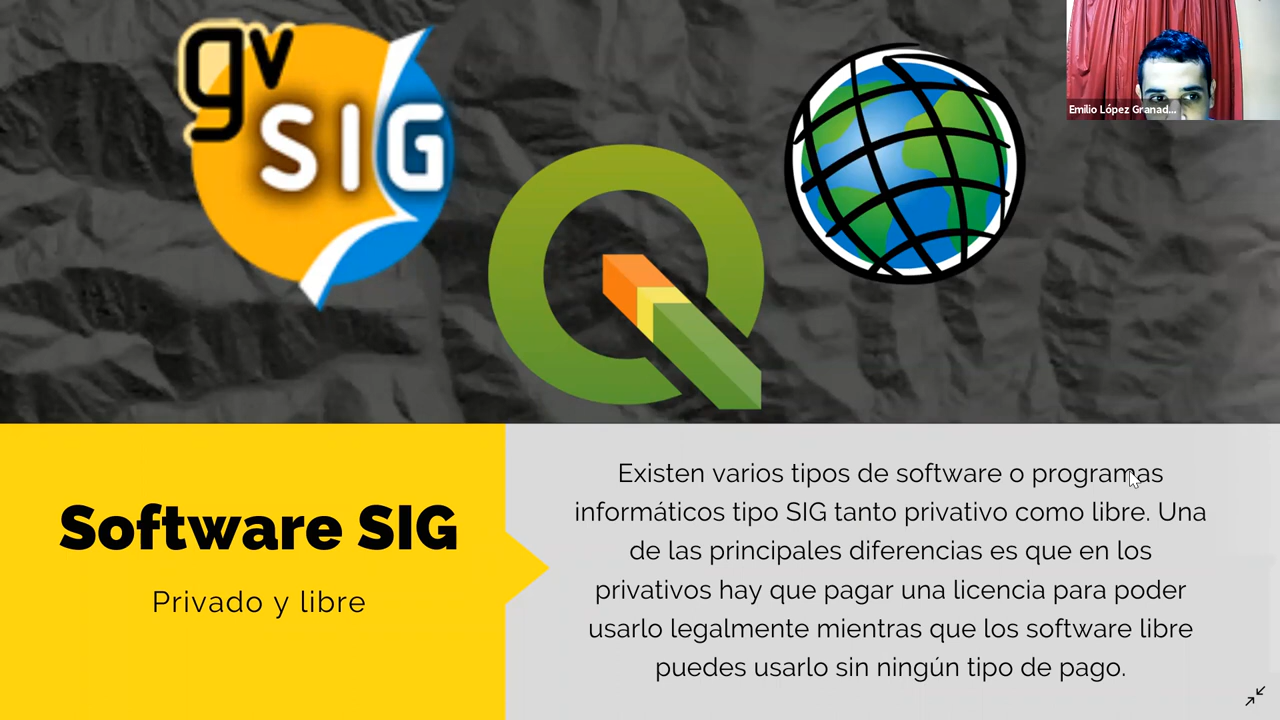 gv
SIG
Emilio López Granad...
Software SIG
Privado y libre
Existen varios tipos de software o programas
informáticos tipo SIG tanto privativo como libre. Una
de las principales diferencias es que en los
privativos hay que pagar una licencia para poder
usarlo legalmente mientras que los software libre
puedes usarlo sin ningún tipo de pago.